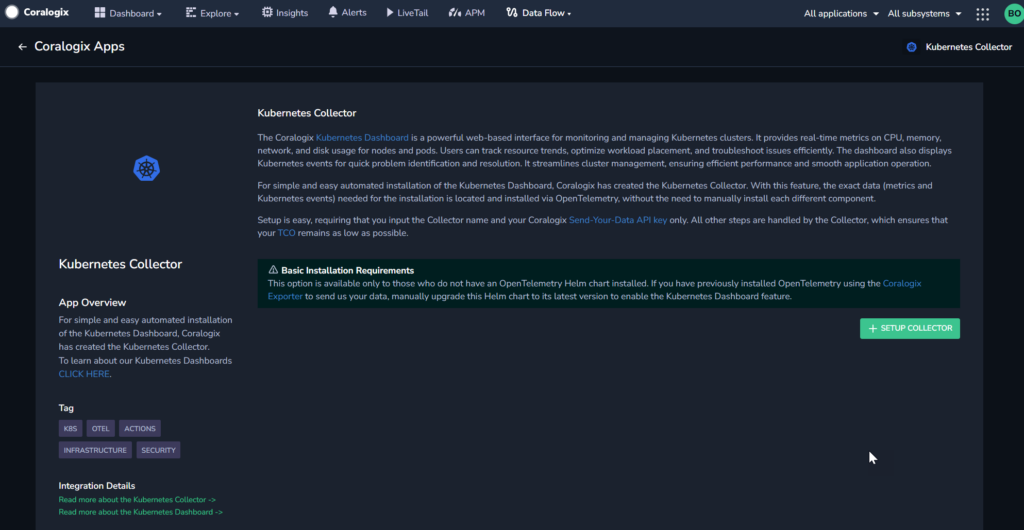 Coralogix Dashboard Explore Insights Alerts LiveTail APM Data Flow All applications All subsystems BO
← Coralogix Apps Kubernetes Collector
Kubernetes Collector
The Coralogix Kubernetes Dashboard is a powerful web-based interface for monitoring and managing Kubernetes clusters. It provides real-time metrics on CPU, memory,
network, and disk usage for nodes and pods. Users can track resource trends, optimize workload placement, and troubleshoot issues efficiently. The dashboard also displays
Kubernetes events for quick problem identification and resolution. It streamlines cluster management, ensuring efficient performance and smooth application operation.
For simple and easy automated installation of the Kubernetes Dashboard, Coralogix has created the Kubernetes Collector. With this feature, the exact data (metrics and
Kubernetes events) needed for the installation is located and installed via OpenTelemetry, without the need to manually install each different component.
Setup is easy, requiring that you input the Collector name and your Coralogix Send-Your-Data API key only. All other steps are handled by the Collector, which ensures that
your TCO remains as low as possible.
Basic Installation Requirements
This option is available only to those who do not have an OpenTelemetry Helm chart installed. If you have previously installed OpenTelemetry using the Coralogix
Exporter to send us your data, manually upgrade this Helm chart to its latest version to enable the Kubernetes Dashboard feature.
+ SETUP COLLECTOR
Kubernetes Collector
App Overview
For simple and easy automated installation
of the Kubernetes Dashboard, Coralogix
has created the Kubernetes Collector.
To learn about our Kubernetes Dashboards
CLICK HERE.
Tag
K8S OTEL ACTIONS
INFRASTRUCTURE SECURITY
Integration Details
Read more about the Kubernetes Collector ->
Read more about the Kubernetes Dashboard ->